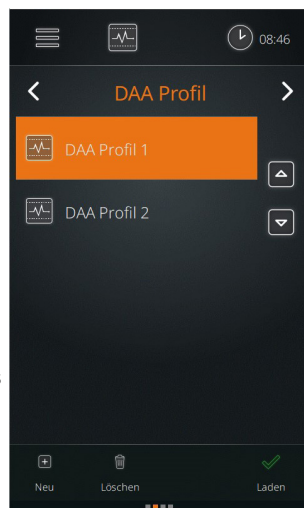 08:46
DAA Profil
DAA Profil 1
DAA Profil 2
Neu Löschen Laden